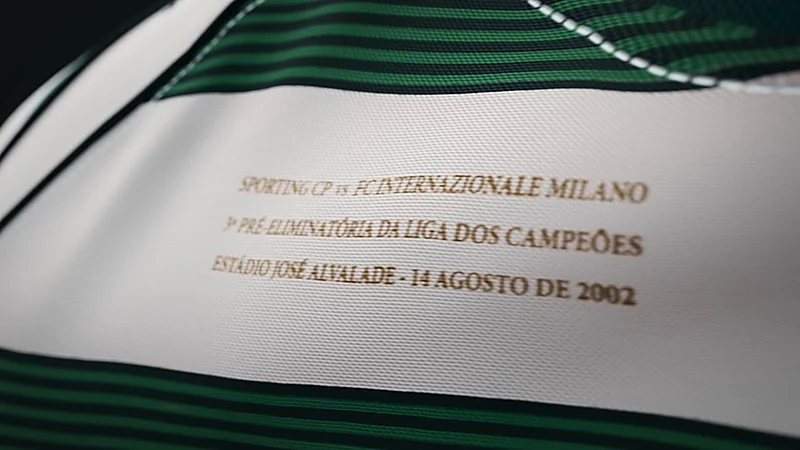 SPORTING CP vs FC INTERNAZIONALE MILANO
3ª PRÉ-ELIMINATÓRIA DA LIGA DOS CAMPEÕES
ESTÁDIO JOSÉ ALVALADE - 14 AGOSTO DE 2002